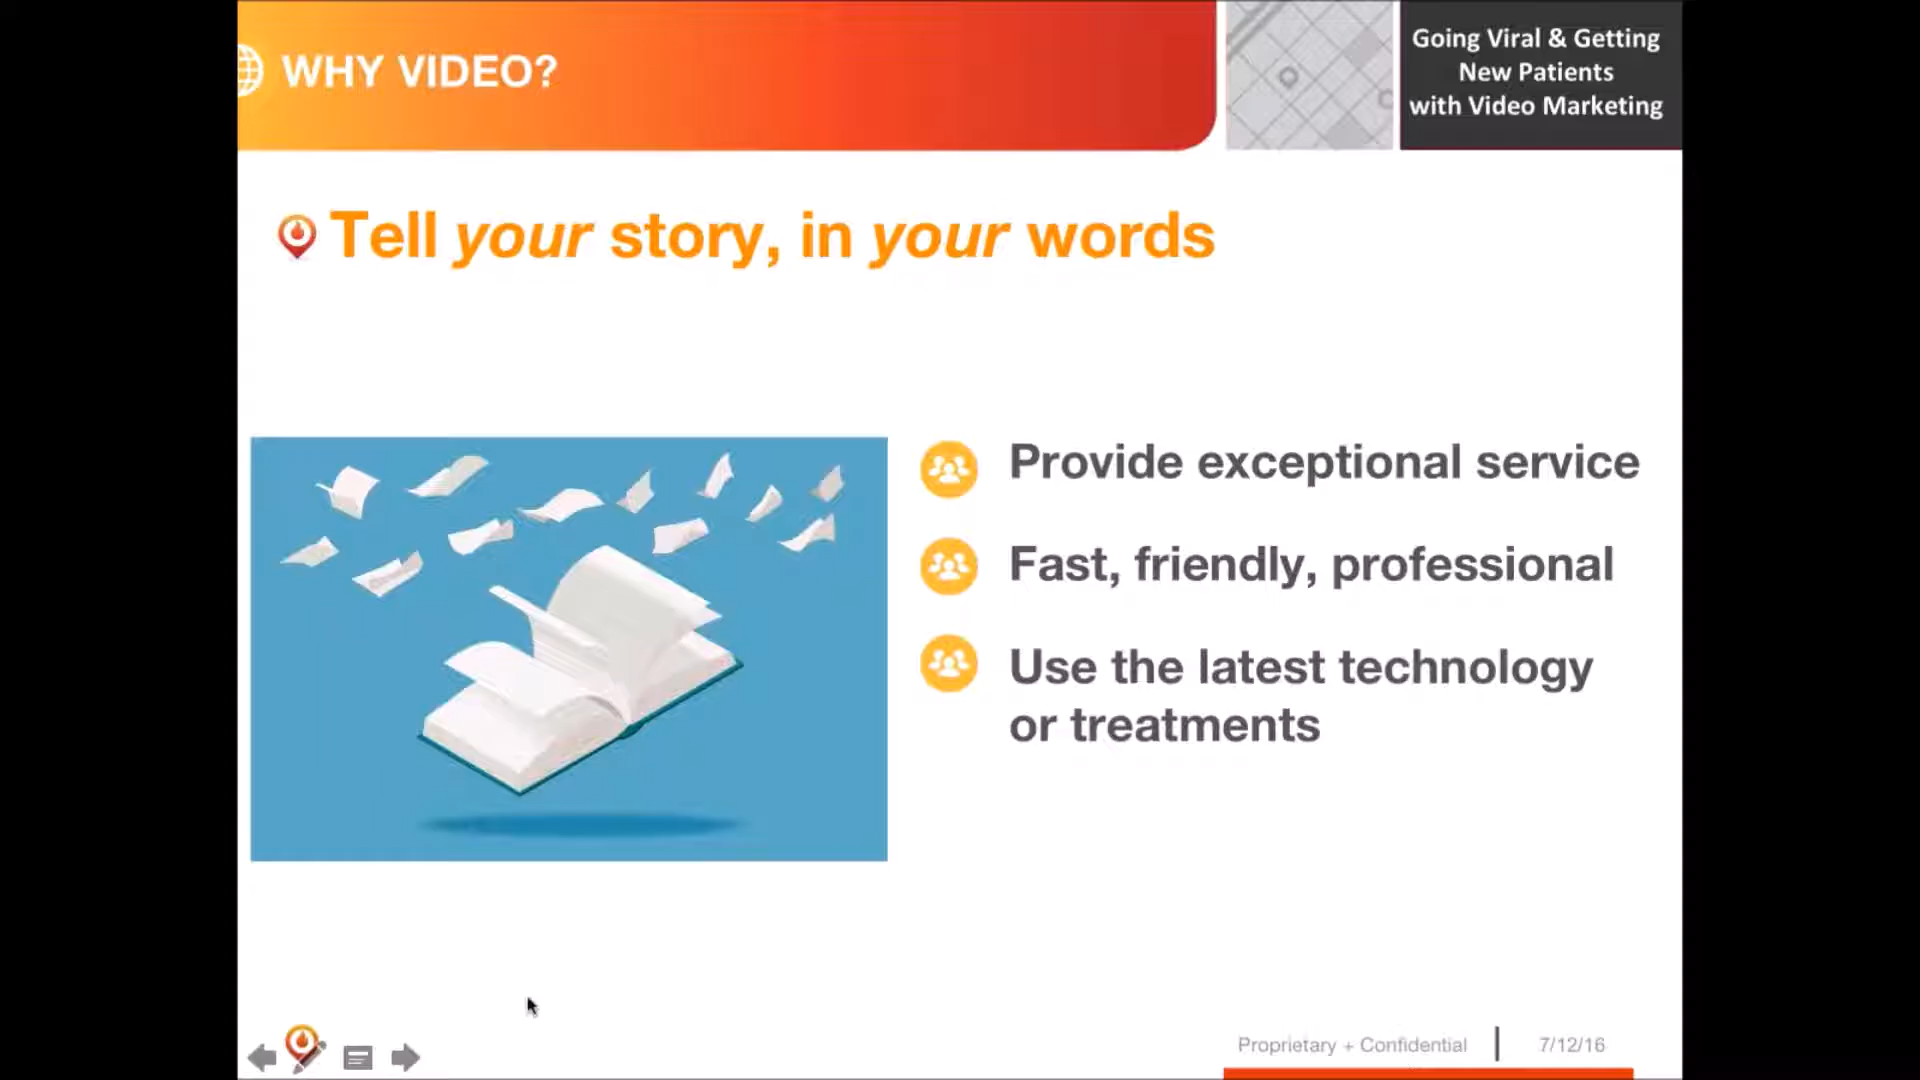 WHY VIDEO?
Going Viral & Getting
New Patients
with Video Marketing
Tell your story, in your words
Provide exceptional service
Fast, friendly, professional
Use the latest technology
or treatments
Proprietary + Confidential
7/12/16